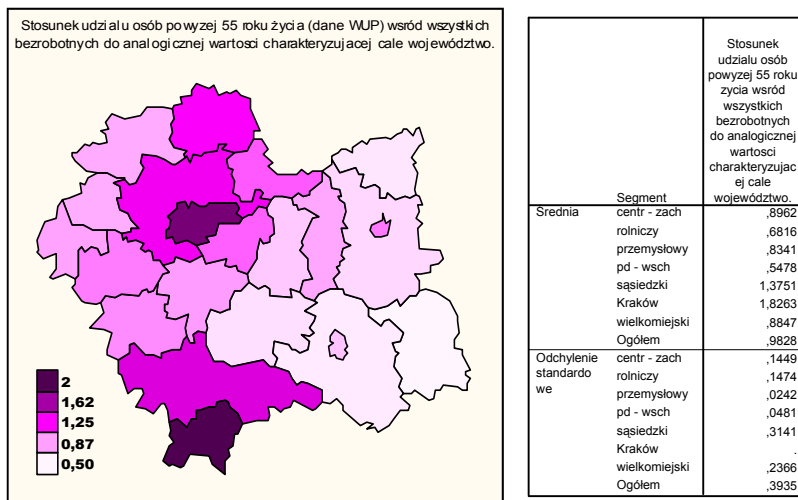 Stosunek udzialu osób powyzej 55 roku życia (dane WUP) wsród wszystkich
bezrobotnych do analogicznej wartosci charakteryzujacej cale województwo.
2
1,62
1,25
0,87
0,50
Stosunek
udzialu osób
powyzej 55 roku
zycia wsród
wszystkich
bezrobotnych
do analogicznej
wartosci
charakteryzujac
ej cale
Segment województwo.
Srednia centr - zach ,8962
rolniczy ,6816
przemysłowy ,8341
pd - wsch ,5478
sąsiedzki 1,3751
Kraków 1,8263
wielkomiejski ,8847
Ogółem ,9828
Odchylenie centr - zach ,1449
standardo rolniczy ,1474
we przemysłowy ,0242
pd - wsch ,0481
sąsiedzki ,3141
Kraków .
wielkomiejski ,2366
Ogółem ,3935